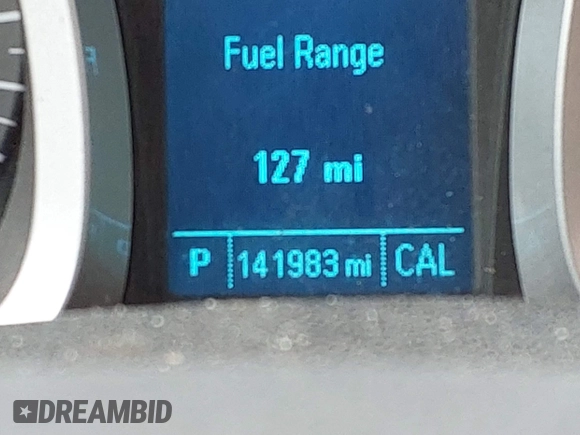 Fuel Range
127 mi
P 141983 mi CAL
DREAMBID